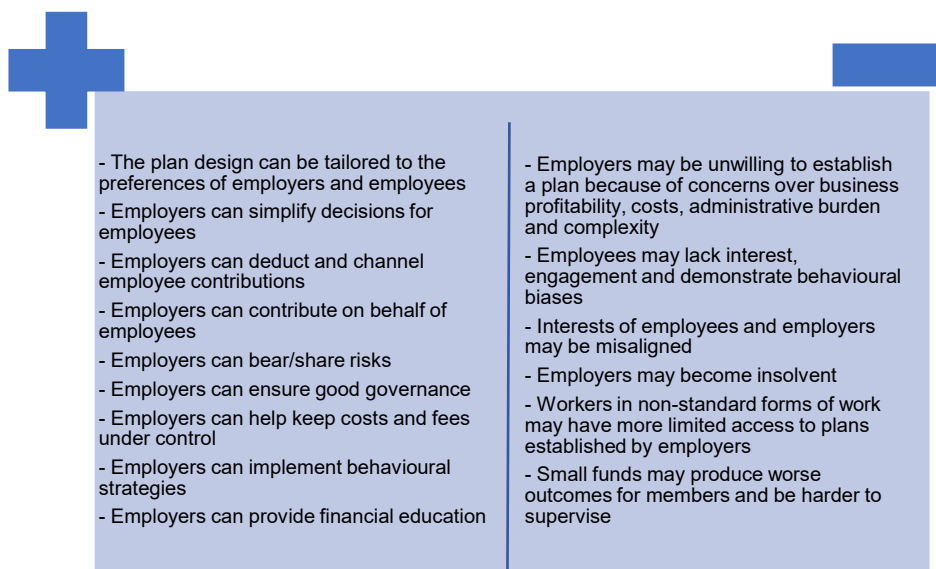 - The plan design can be tailored to the
preferences of employers and employees
- Employers can simplify decisions for
employees
- Employers can deduct and channel
employee contributions
- Employers can contribute on behalf of
employees
- Employers can bear/share risks
- Employers can ensure good governance
- Employers can help keep costs and fees
under control
- Employers can implement behavioural
strategies
- Employers can provide financial education
- Employers may be unwilling to establish
a plan because of concerns over business
profitability, costs, administrative burden
and complexity
- Employees may lack interest,
engagement and demonstrate behavioural
biases
- Interests of employees and employers
may be misaligned
- Employers may become insolvent
- Workers in non-standard forms of work
may have more limited access to plans
established by employers
- Small funds may produce worse
outcomes for members and be harder to
supervise